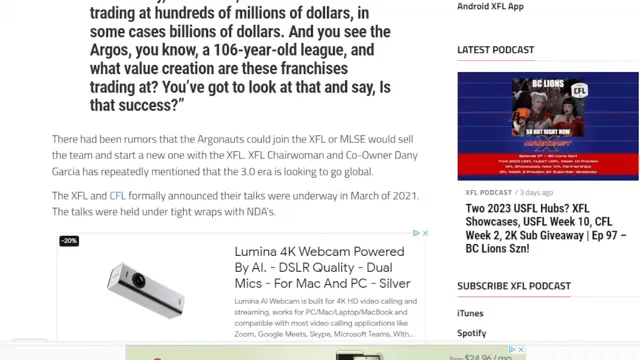 trading at hundreds of millions of dollars, in
some cases billions of dollars. And you see the
Argos, you know, a 106-year-old league, and
what value creation are these franchises
trading at? You've got to look at that and say, Is
that success?”
There had been rumors that the Argonauts could join the XFL or MLSE would sell
the team and start a new one with the XFL. XFL Chairwoman and Co-Owner Dany
Garcia has repeatedly mentioned that the 3.0 era is looking to go global.
The XFL and CFL formally announced their talks were underway in March of 2021.
The talks were held under tight wraps with NDA's.
-20%
Lumina 4K Webcam Powered
By AI. - DSLR Quality - Dual
Mics - For Mac And PC - Silver
Lumina AI Webcam is built for 4K HD video calling and
streaming, works for PC/Mac/Laptop/MacBook and
compatible with most video calling applications like
Zoom, Google Meets, Skype, Microsoft Teams. With...
Android XFL App
LATEST PODCAST
BC LIONS
CFL
SO HOT RIGHT NOW
XFL PODCAST / 3 days ago
Two 2023 USFL Hubs? XFL
Showcases, USFL Week 10, CFL
Week 2, 2K Sub Giveaway | Ep 97 –
BC Lions Szn!
SUBSCRIBE XFL PODCAST
iTunes
Spotify
from $24.96 / mo